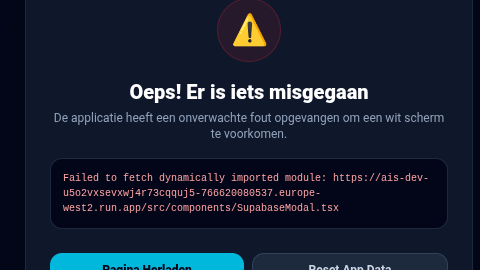 Oeps! Er is iets misgegaan
De applicatie heeft een onverwachte fout opgevangen om een wit scherm
te voorkomen.
Failed to fetch dynamically imported module: https://ais-dev-
u5o2vxsevxwj4r73cqquj5-766620080537.europe-
west2.run.app/src/components/SupabaseModal.tsx
Pagina Herladen
Reset App Data